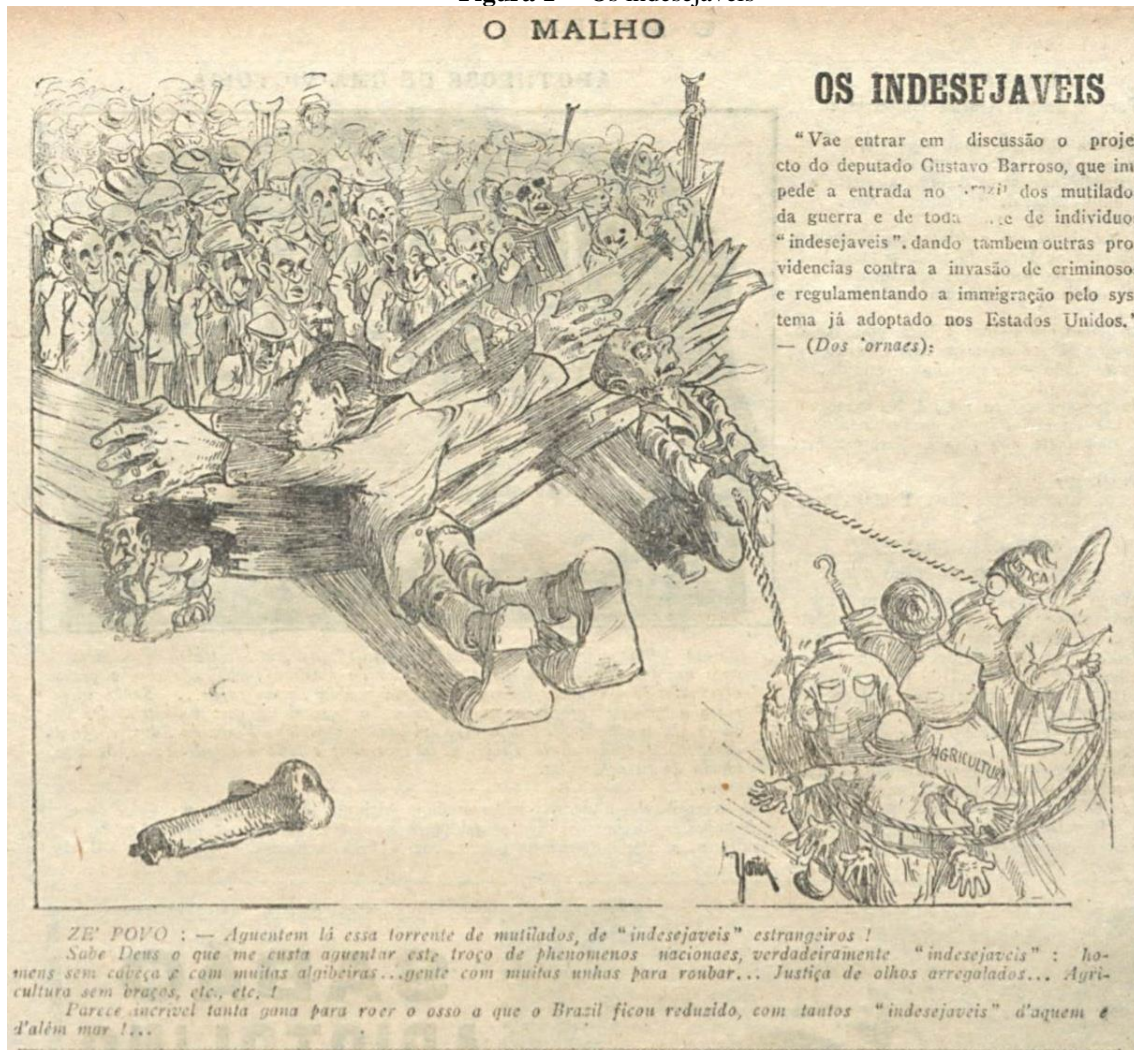 O MALHO
OS INDESEJAVEIS
"Vae entrar em discussão o proje
cto do deputado Gustavo Barroso, que im
pede a entrada no dos mutilado
da guerra e de toda de individuo
"indesejaveis", dando tambem outras pro
videncias contra a invasão de criminoso
e regulamentando a immigração pelo sys
tema já adoptado nos Estados Unidos."
— (Dos ornaes):
TIÇA
AGRICULTUR
Yantok
ZE' POVO : — Aguentem lá essa torrente de mutilados, de "indesejaveis" estrangeiros !
Sabe Deus o que me custa aguentar este troço de phenomenos nacionaes, verdadeiramente "indesejaveis" : ho-
mens sem cabeça e com muitas algibeiras...gente com muitas unhas para roubar... Justiça de olhos arregalados... Agri-
cultura sem braços, etc., etc. !
Parece incrivel tanta gana para roer o osso a que o Brazil ficou reduzido, com tantos "indesejaveis" d'aquem e
d'além mar !...